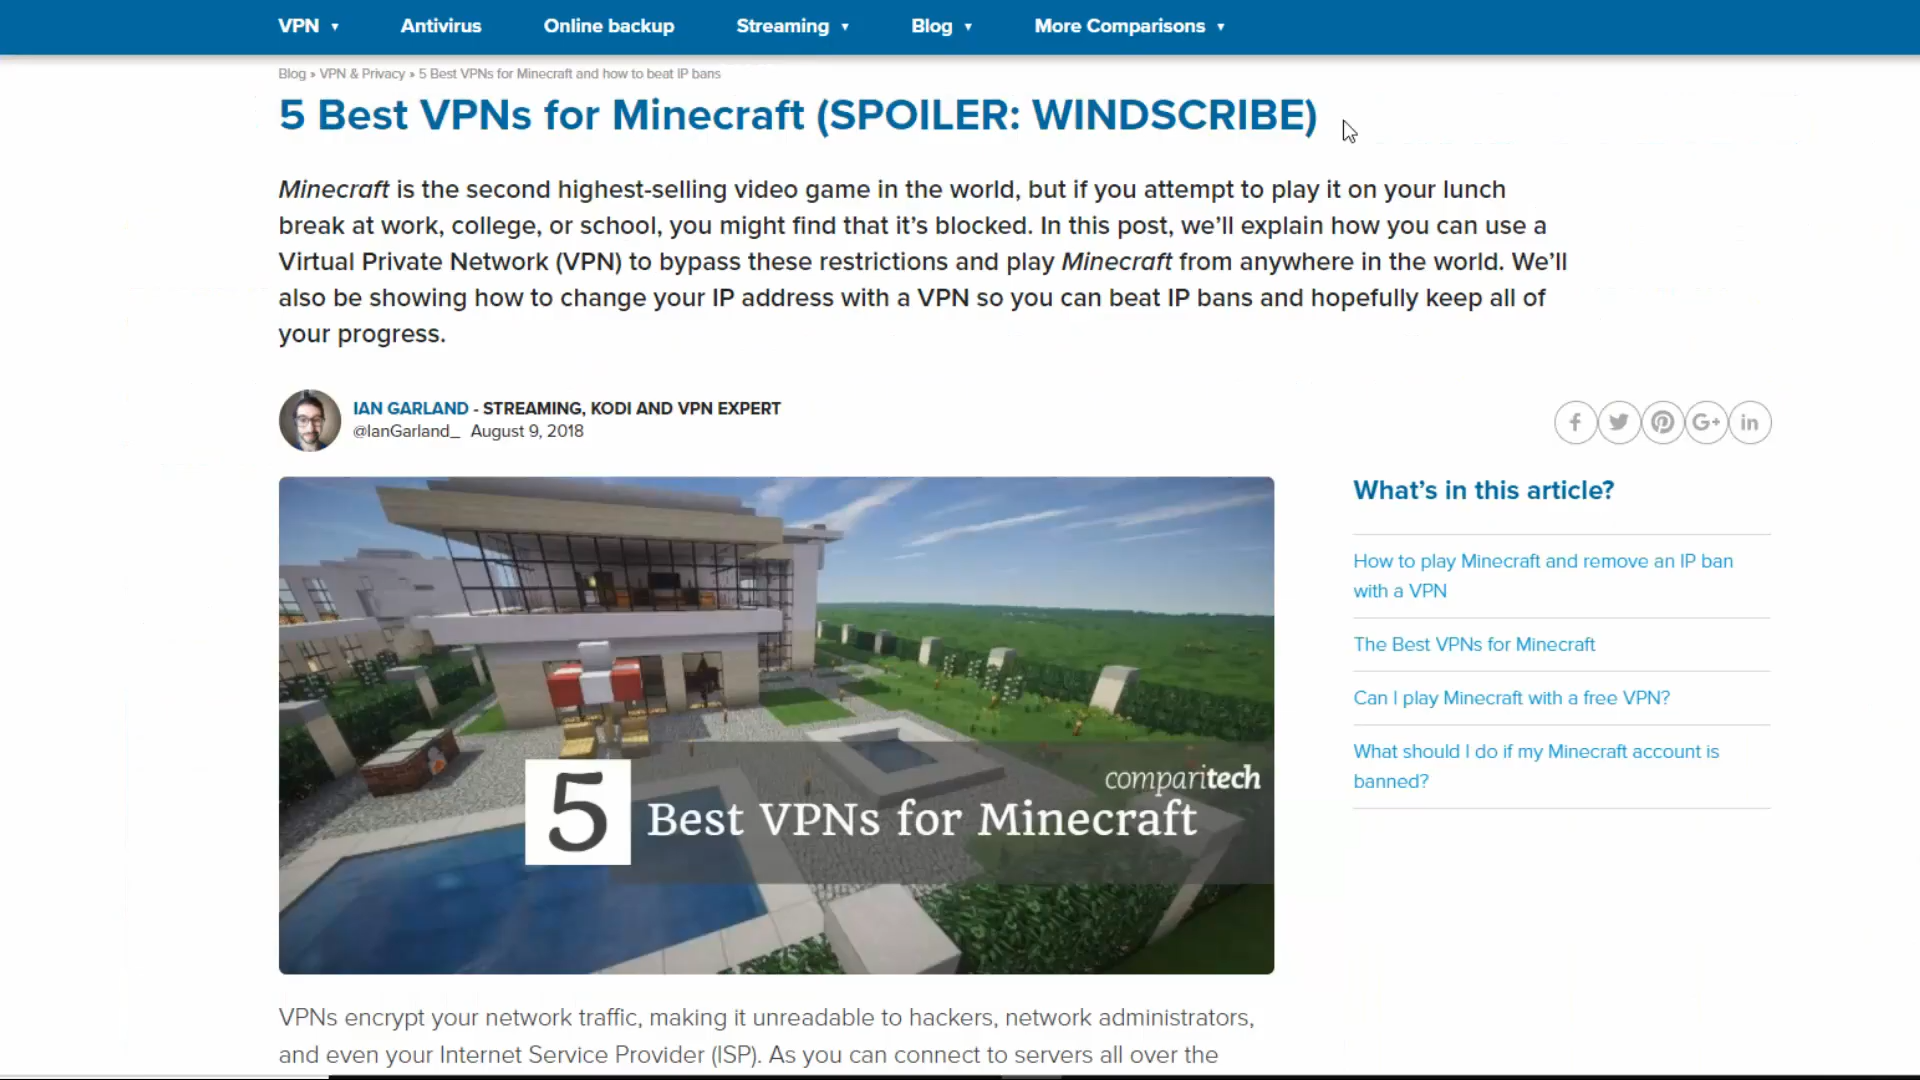 VPN ▾ Antivirus Online backup Streaming ▾ Blog ▾ More Comparisons ▾
Blog » VPN & Privacy » 5 Best VPNs for Minecraft and how to beat IP bans
5 Best VPNs for Minecraft (SPOILER: WINDSCRIBE)
Minecraft is the second highest-selling video game in the world, but if you attempt to play it on your lunch
break at work, college, or school, you might find that it’s blocked. In this post, we’ll explain how you can use a
Virtual Private Network (VPN) to bypass these restrictions and play Minecraft from anywhere in the world. We’ll
also be showing how to change your IP address with a VPN so you can beat IP bans and hopefully keep all of
your progress.
IAN GARLAND - STREAMING, KODI AND VPN EXPERT
@IanGarland_ August 9, 2018
f G+ in
comparitech
5 Best VPNs for Minecraft
What’s in this article?
How to play Minecraft and remove an IP ban
with a VPN
The Best VPNs for Minecraft
Can I play Minecraft with a free VPN?
What should I do if my Minecraft account is
banned?
VPNs encrypt your network traffic, making it unreadable to hackers, network administrators,
and even your Internet Service Provider (ISP). As you can connect to servers all over the